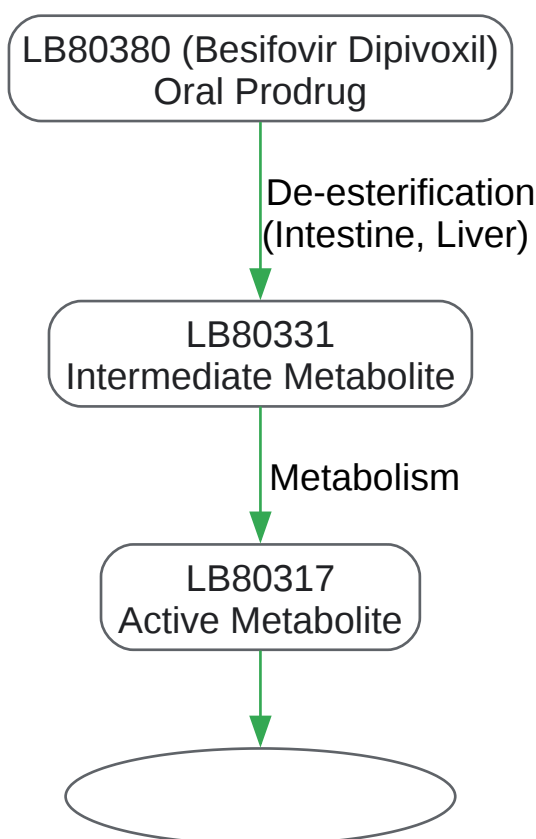 LB80380 (Besifovir Dipivoxil)
Oral Prodrug
De-esterification
(Intestine, Liver)
LB80331
Intermediate Metabolite
Metabolism
LB80317
Active Metabolite